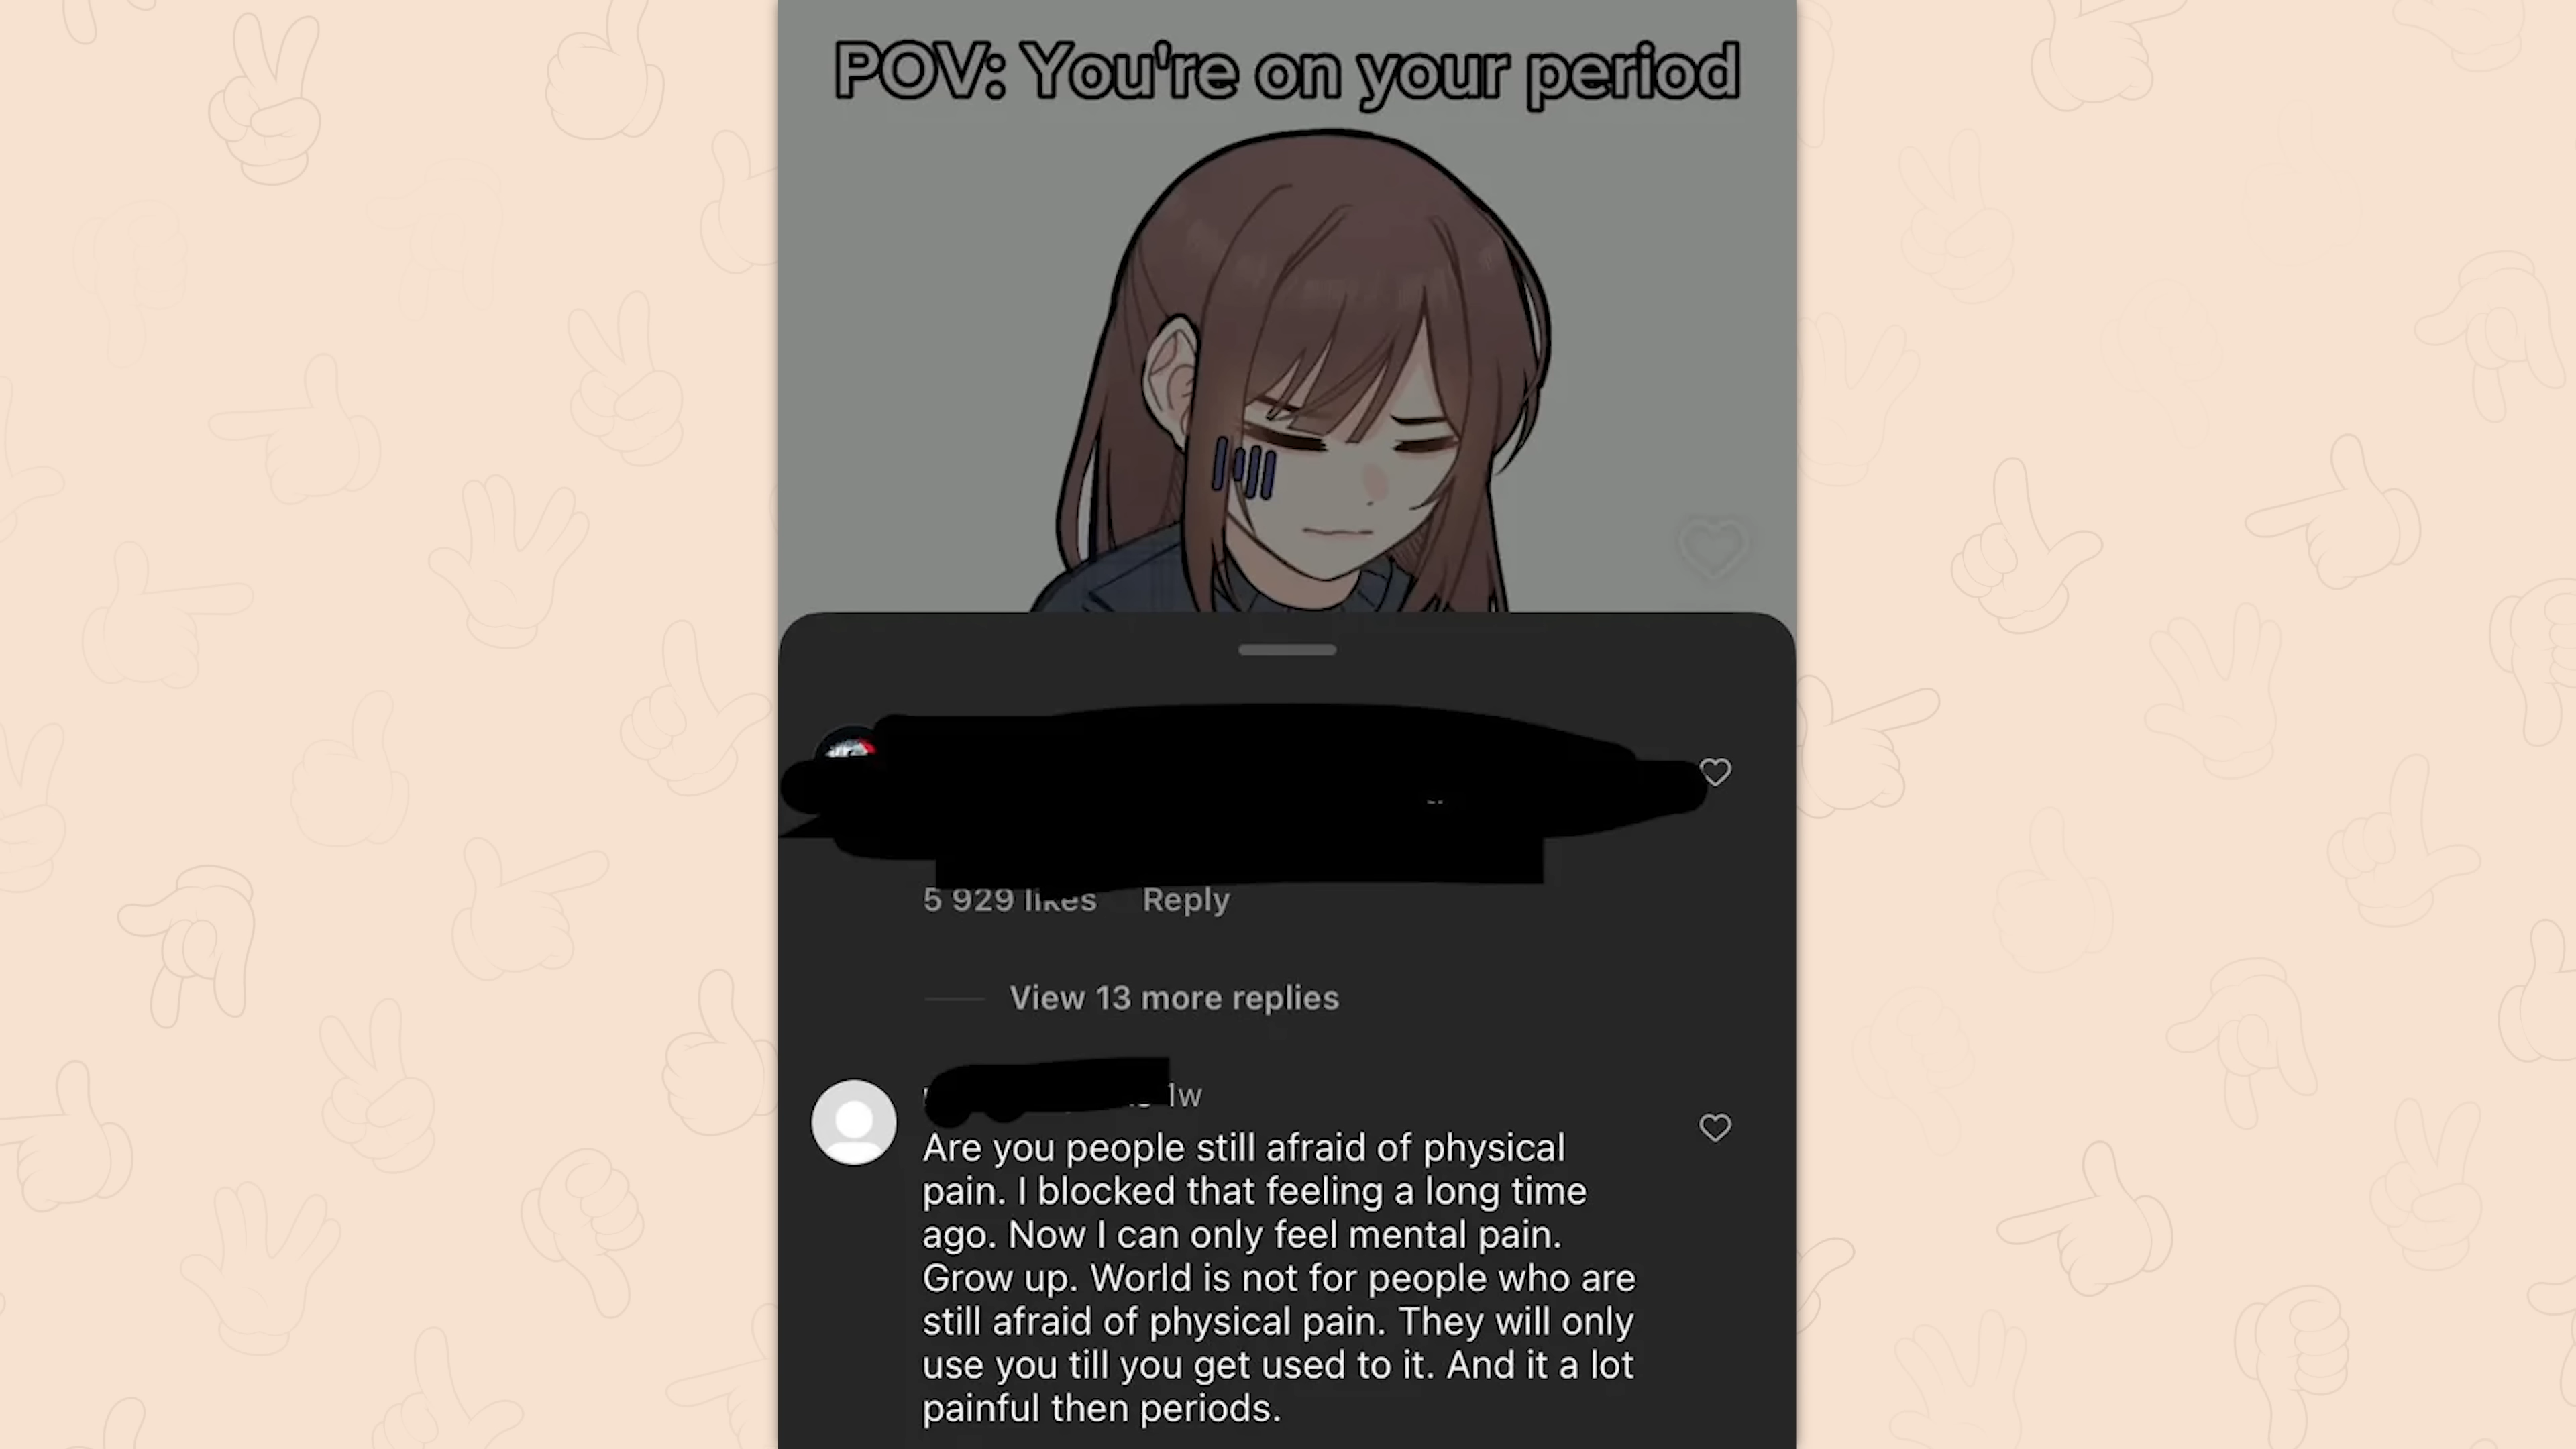 POV: You're on your period
5 929 likes Reply
View 13 more replies
1w
Are you people still afraid of physical
pain. I blocked that feeling a long time
ago. Now I can only feel mental pain.
Grow up. World is not for people who are
still afraid of physical pain. They will only
use you till you get used to it. And it a lot
painful then periods.